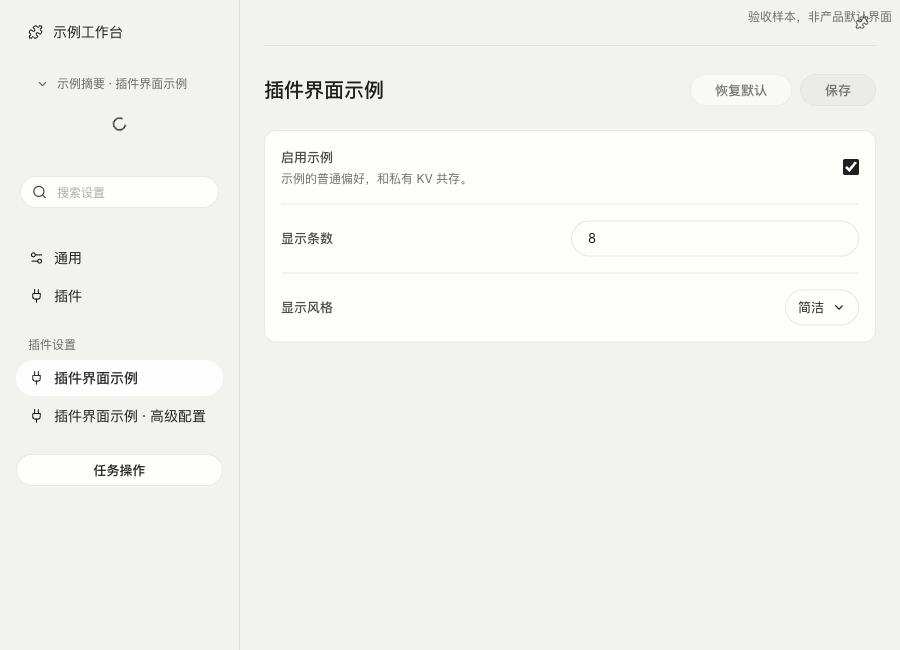 验收样本，非产品默认界面
示例工作台
示例摘要 · 插件界面示例
搜索设置
通用
插件
插件设置
插件界面示例
插件界面示例 · 高级配置
任务操作
插件界面示例
恢复默认
保存
启用示例
示例的普通偏好，和私有 KV 共存。
显示条数
8
显示风格
简洁